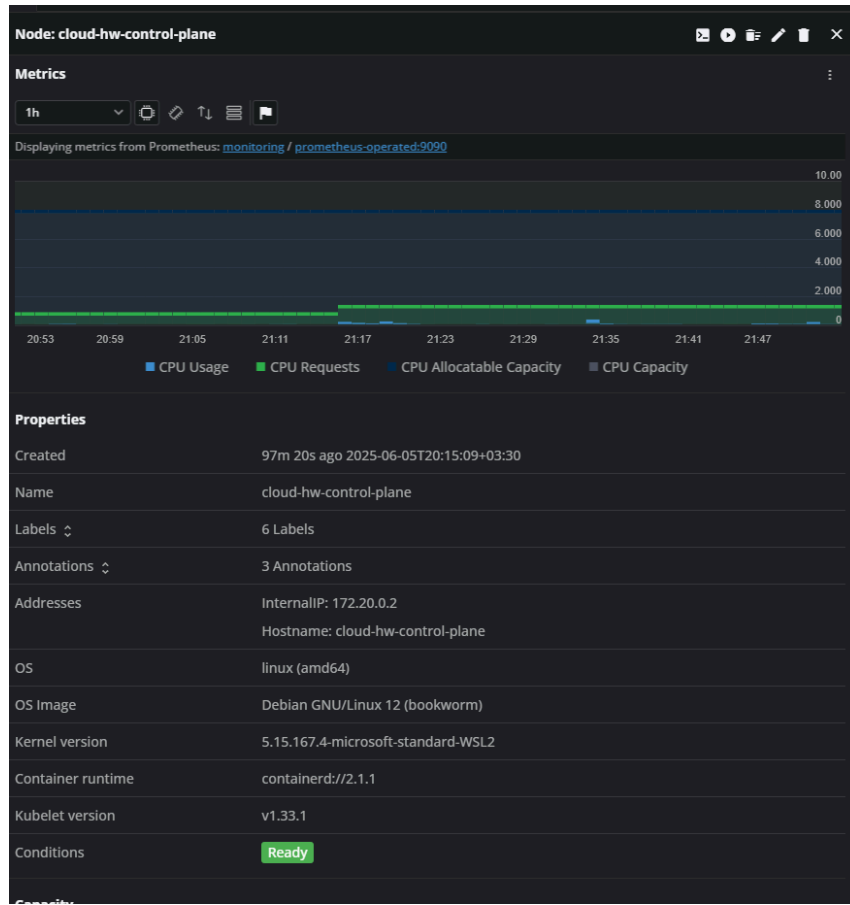 Node: cloud-hw-control-plane
Metrics
1h
Displaying metrics from Prometheus: monitoring / prometheus-operated:9090
10.00
8.000
6.000
4.000
2.000
0
20:53 20:59 21:05 21:11 21:17 21:23 21:29 21:35 21:41 21:47
CPU Usage CPU Requests CPU Allocatable Capacity CPU Capacity
Properties
Created 97m 20s ago 2025-06-05T20:15:09+03:30
Name cloud-hw-control-plane
Labels 6 Labels
Annotations 3 Annotations
Addresses InternalIP: 172.20.0.2
Hostname: cloud-hw-control-plane
OS linux (amd64)
OS Image Debian GNU/Linux 12 (bookworm)
Kernel version 5.15.167.4-microsoft-standard-WSL2
Container runtime containerd://2.1.1
Kubelet version v1.33.1
Conditions Ready
Capacity